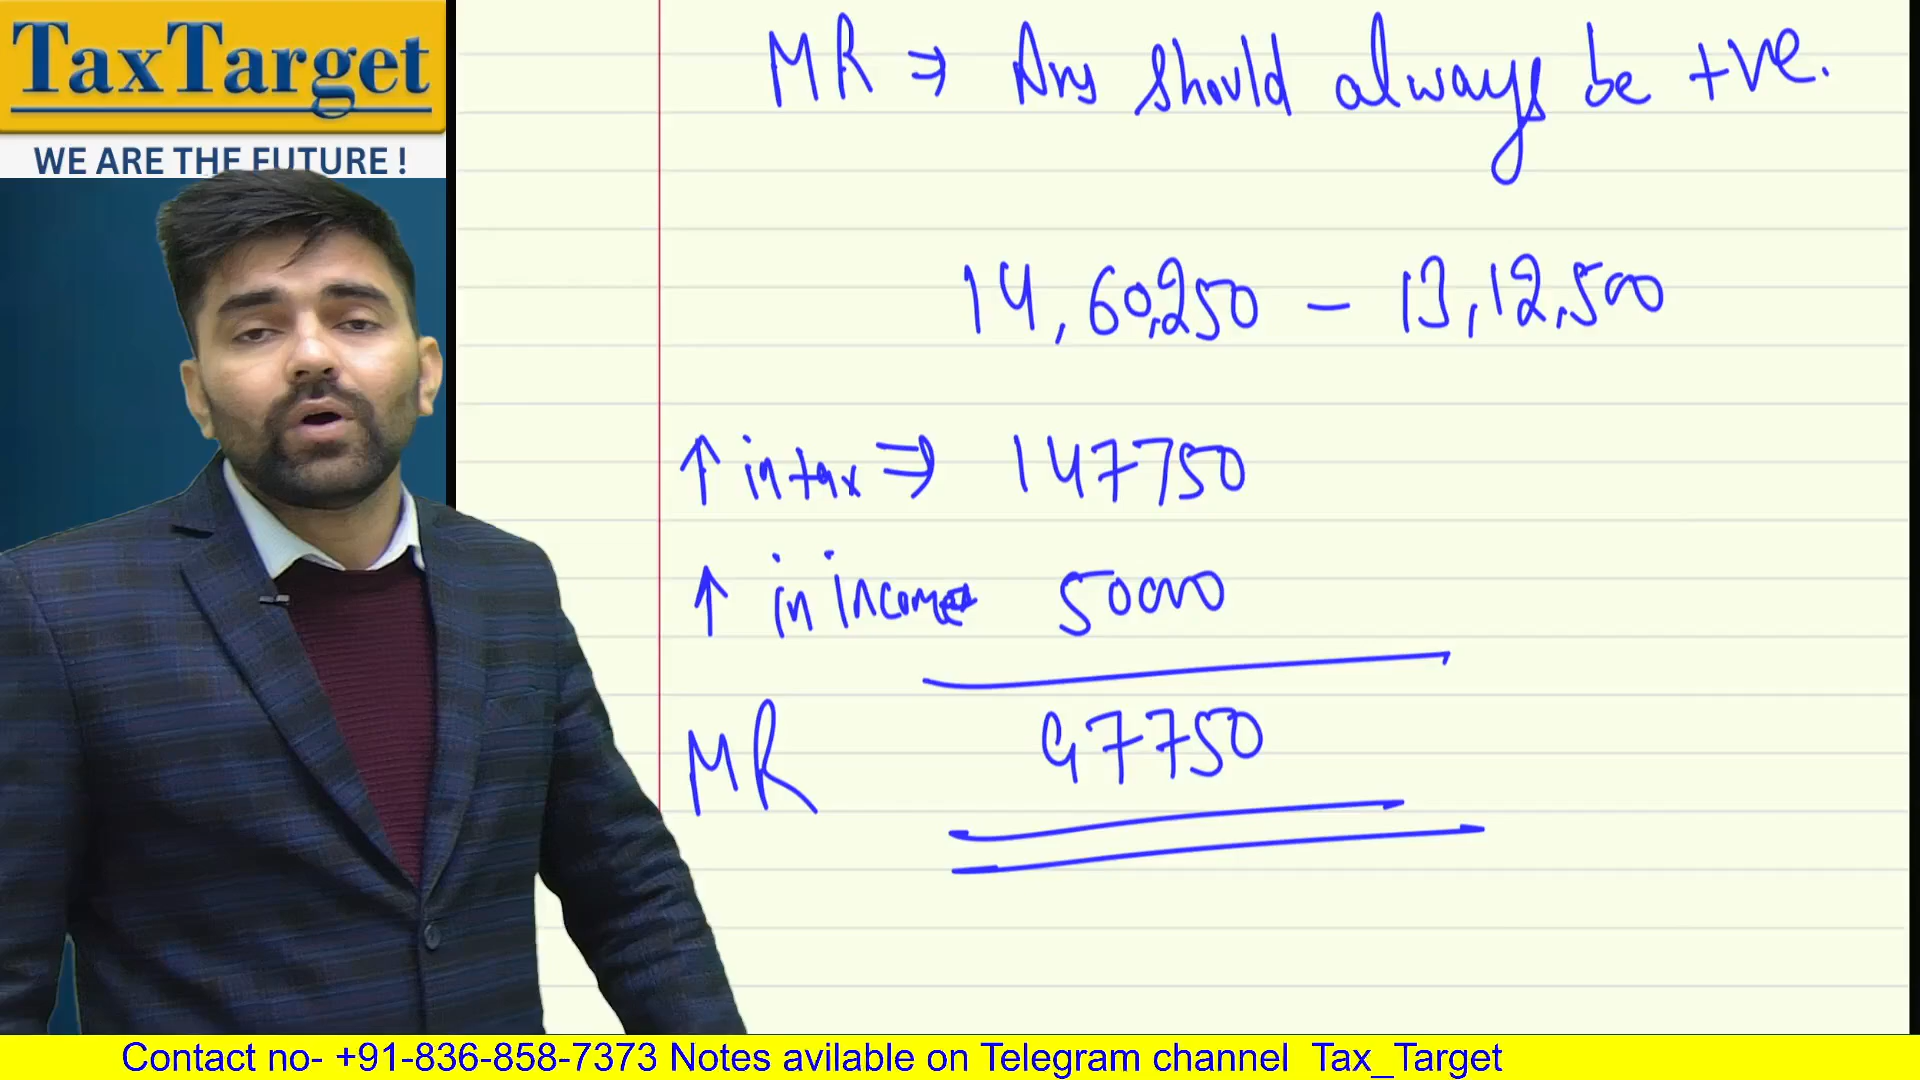 TaxTarget
WE ARE THE FUTURE !
MR ⇒ Ans should always be +ve.
14,60,250 – 13,12,500
↑ in tax ⇒ 147750
↑ in income 50000
MR 97750
Contact no- +91-836-858-7373 Notes avilable on Telegram channel Tax_Target